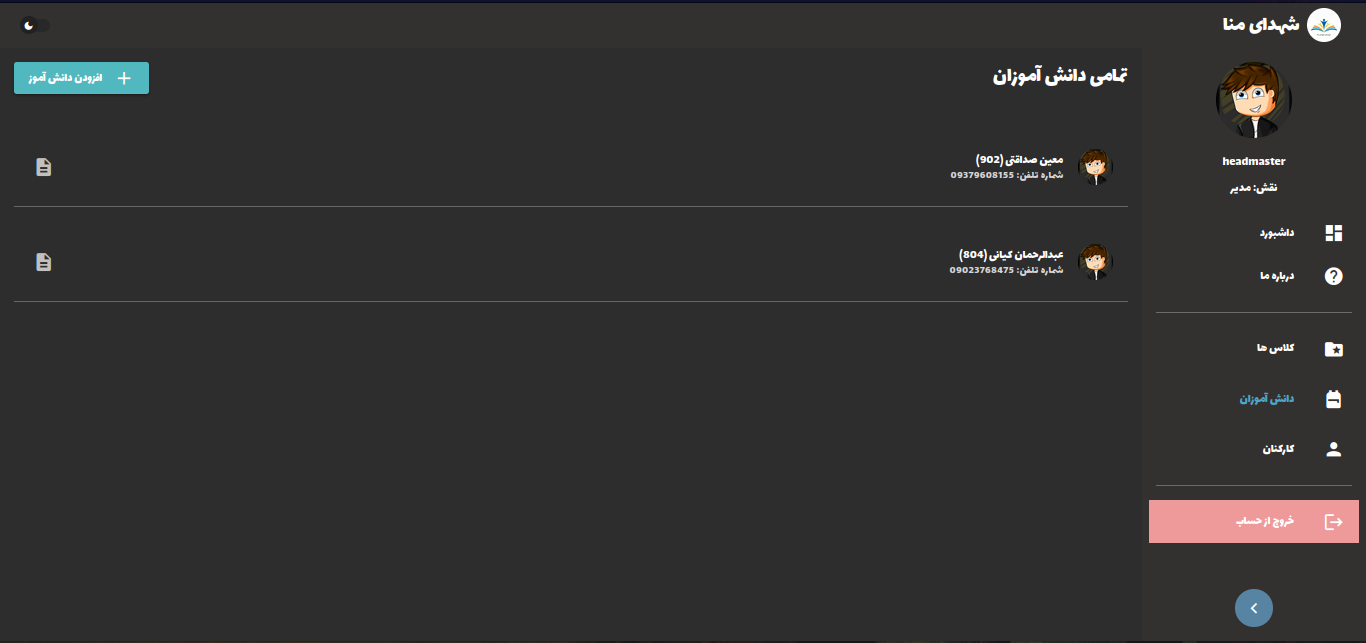 شهدای منا
headmaster
نقش: مدیر
داشبورد
درباره ما
کلاس ها
دانش آموزان
کارکنان
خروج از حساب
تمامی دانش آموزان
افزودن دانش آموز
معین صداقتی (902)
شماره تلفن: 09379608155
عبدالرحمان کیانی (804)
شماره تلفن: 09023768475